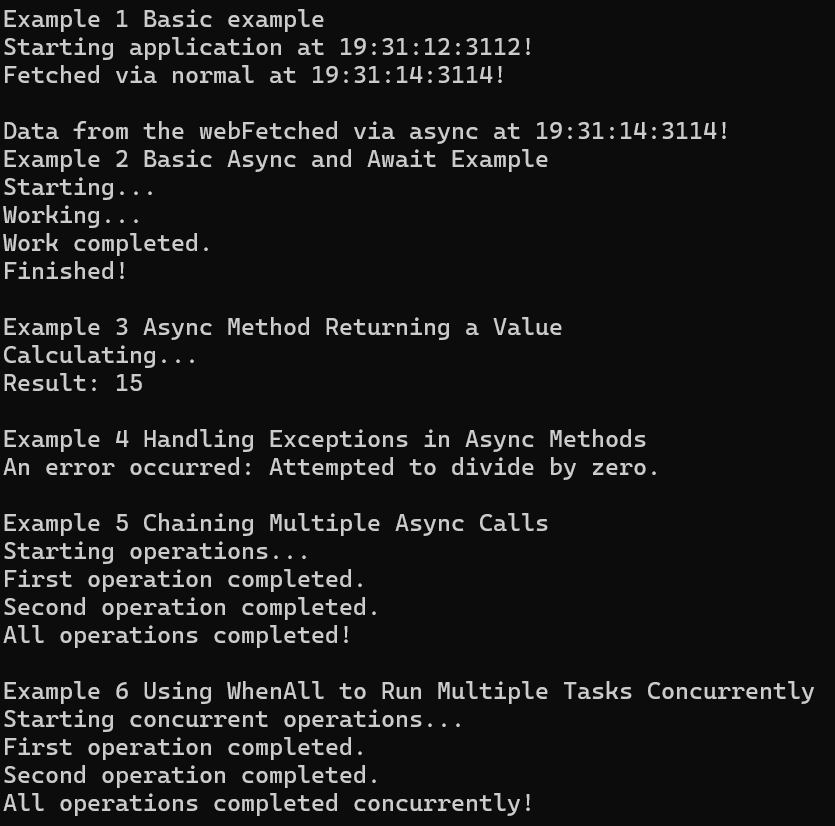 Example 1 Basic example
Starting application at 19:31:12:3112!
Fetched via normal at 19:31:14:3114!
Data from the webFetched via async at 19:31:14:3114!
Example 2 Basic Async and Await Example
Starting...
Working...
Work completed.
Finished!
Example 3 Async Method Returning a Value
Calculating...
Result: 15
Example 4 Handling Exceptions in Async Methods
An error occurred: Attempted to divide by zero.
Example 5 Chaining Multiple Async Calls
Starting operations...
First operation completed.
Second operation completed.
All operations completed!
Example 6 Using WhenAll to Run Multiple Tasks Concurrently
Starting concurrent operations...
First operation completed.
Second operation completed.
All operations completed concurrently!